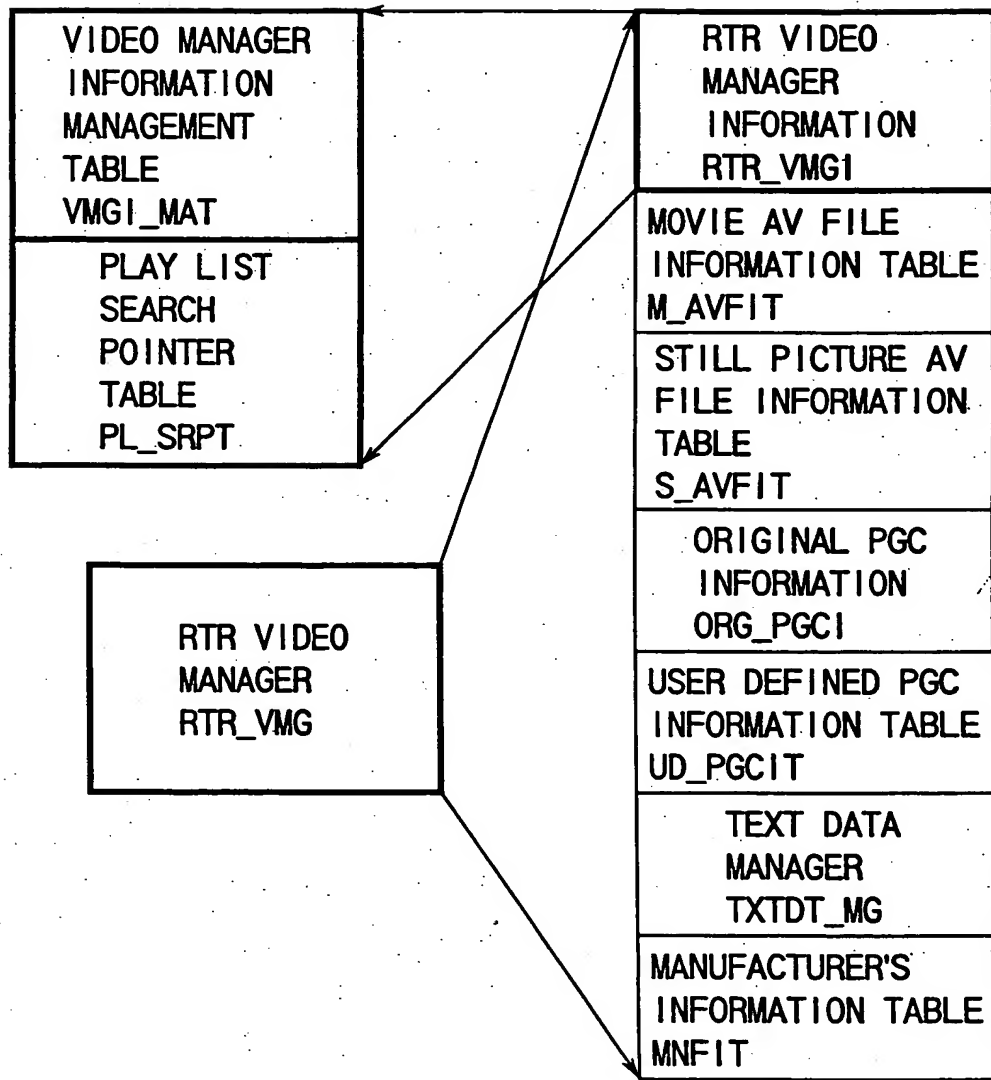 VIDEO MANAGER
INFORMATION
MANAGEMENT
TABLE
VMGI_MAT
PLAY LIST
SEARCH
POINTER
TABLE
PL_SRPT
RTR VIDEO
MANAGER
RTR_VMG
RTR VIDEO
MANAGER
INFORMATION
RTR_VMGI
MOVIE AV FILE
INFORMATION TABLE
M_AVFIT
STILL PICTURE AV
FILE INFORMATION
TABLE
S_AVFIT
ORIGINAL PGC
INFORMATION
ORG_PGCI
USER DEFINED PGC
INFORMATION TABLE
UD_PGCIT
TEXT DATA
MANAGER
TXTDT_MG
MANUFACTURER'S
INFORMATION TABLE
MNFIT